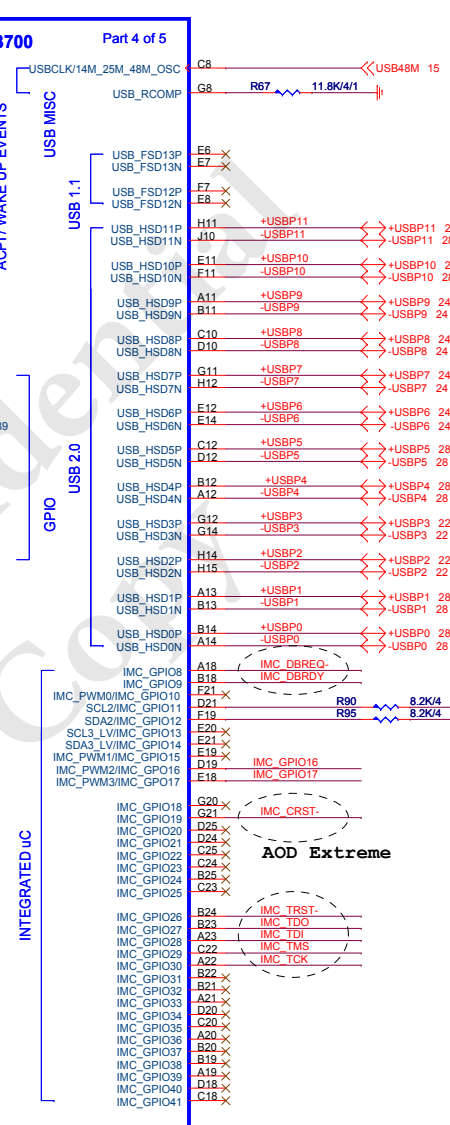 3700 Part 4 of 5
ACPI / WAKE UP EVENTS
USB MISC
USBCLK/14M_25M_48M_OSC C8 USB48M 15
USB_RCOMP G8 R67 11.8K/4/1
USB 1.1
USB_FSD13P E6
USB_FSD13N E7
USB_FSD12P F7
USB_FSD12N E8
USB 2.0
USB_HSD11P H11 +USBP11 +USBP11 2
USB_HSD11N J10 -USBP11 -USBP11 28
USB_HSD10P E11 +USBP10 +USBP10 2
USB_HSD10N F11 -USBP10 -USBP10 28
USB_HSD9P A11 +USBP9 +USBP9 24
USB_HSD9N B11 -USBP9 -USBP9 24
USB_HSD8P C10 +USBP8 +USBP8 24
USB_HSD8N D10 -USBP8 -USBP8 24
USB_HSD7P G11 +USBP7 +USBP7 24
USB_HSD7N H12 -USBP7 -USBP7 24
USB_HSD6P E12 +USBP6 +USBP6 24
USB_HSD6N E14 -USBP6 -USBP6 24
39
USB_HSD5P C12 +USBP5 +USBP5 28
USB_HSD5N D12 -USBP5 -USBP5 28
USB_HSD4P B12 +USBP4 +USBP4 28
USB_HSD4N A12 -USBP4 -USBP4 28
GPIO
USB_HSD3P G12 +USBP3 +USBP3 22
USB_HSD3N G14 -USBP3 -USBP3 22
USB_HSD2P H14 +USBP2 +USBP2 22
USB_HSD2N H15 -USBP2 -USBP2 22
USB_HSD1P A13 +USBP1 +USBP1 28
USB_HSD1N B13 -USBP1 -USBP1 28
USB_HSD0P B14 +USBP0 +USBP0 28
USB_HSD0N A14 -USBP0 -USBP0 28
INTEGRATED uC
IMC_GPIO8 A18 IMC_DBREQ-
IMC_GPIO9 B18 IMC_DBRDY
IMC_PWM0/IMC_GPIO10 F21
SCL2/IMC_GPIO11 D21 R90 8.2K/4
SDA2/IMC_GPIO12 F19 R95 8.2K/4
SCL3_LV/IMC_GPIO13 E20
SDA3_LV/IMC_GPIO14 E21
IMC_PWM1/IMC_GPIO15 E19
IMC_PWM2/IMC_GPO16 D19 IMC_GPIO16
IMC_PWM3/IMC_GPO17 E18 IMC_GPIO17
IMC_GPIO18 G20
IMC_GPIO19 G21 IMC_CRST-
IMC_GPIO20 D25
IMC_GPIO21 D24
IMC_GPIO22 C25
IMC_GPIO23 C24
IMC_GPIO24 B25
IMC_GPIO25 C23
AOD Extreme
IMC_GPIO26 B24 IMC_TRST-
IMC_GPIO27 B23 IMC_TDO
IMC_GPIO28 A23 IMC_TDI
IMC_GPIO29 C22 IMC_TMS
IMC_GPIO30 A22 IMC_TCK
IMC_GPIO31 B22
IMC_GPIO32 B21
IMC_GPIO33 A21
IMC_GPIO34 D20
IMC_GPIO35 C20
IMC_GPIO36 A20
IMC_GPIO37 B20
IMC_GPIO38 B19
IMC_GPIO39 A19
IMC_GPIO40 D18
IMC_GPIO41 C18
Copy